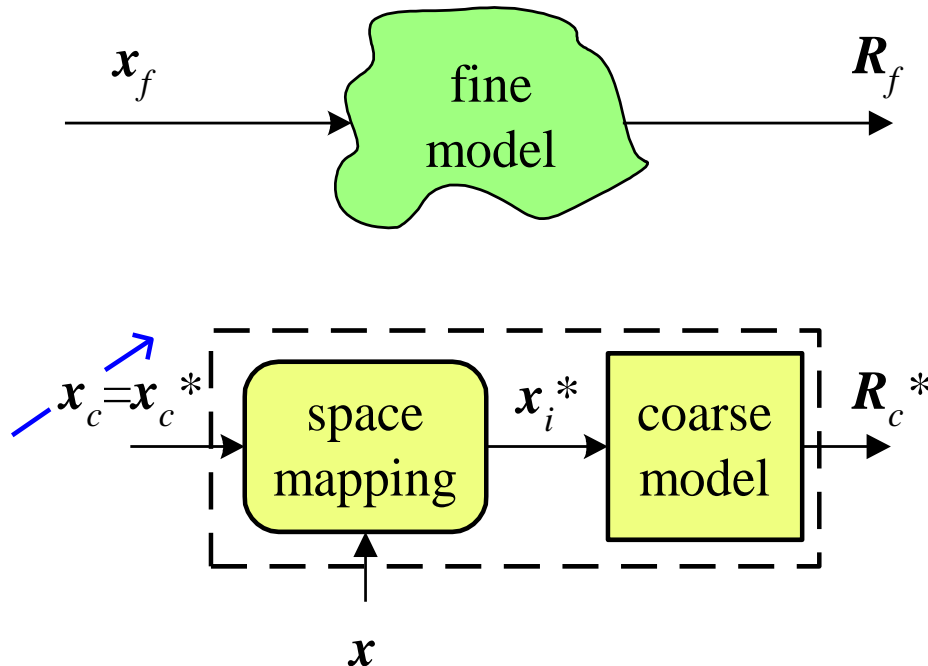 x_f
fine
model
R_f
x_c=x_c*
space
mapping
x_i*
coarse
model
R_c*
x